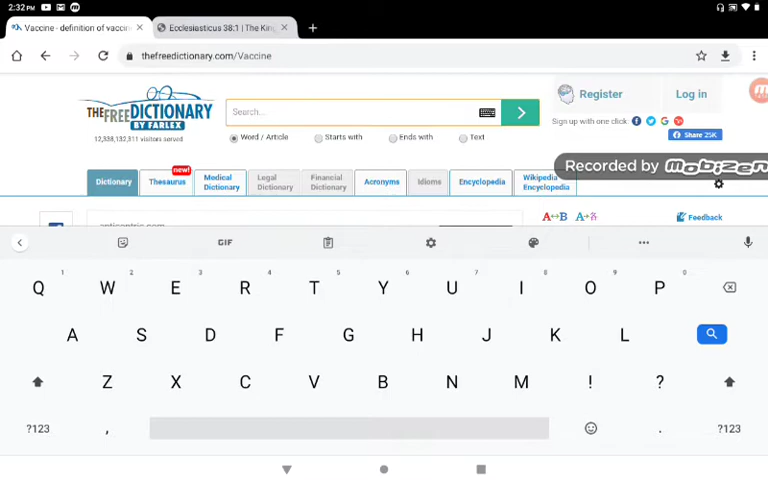 2:32 PM
Vaccine - definition of vaccin
Ecclesiasticus 38:1 | The Kin
thefreedictionary.com/Vaccine
THE FREE DICTIONARY
BY FARLEX
12,338,132,311 visitors served
Search...
Word / Article
Starts with
Ends with
Text
Register
Log in
Sign up with one click:
Share 25K
Recorded by mobizen
new!
Dictionary
Thesaurus
Medical Dictionary
Legal Dictionary
Financial Dictionary
Acronyms
Idioms
Encyclopedia
Wikipedia Encyclopedia
A↔B
Feedback
GIF
1 2 3 4 5 6 7 8 9 0
Q W E R T Y U I O P
A S D F G H J K L
Z X C V B N M ! ?
?123 , . ?123